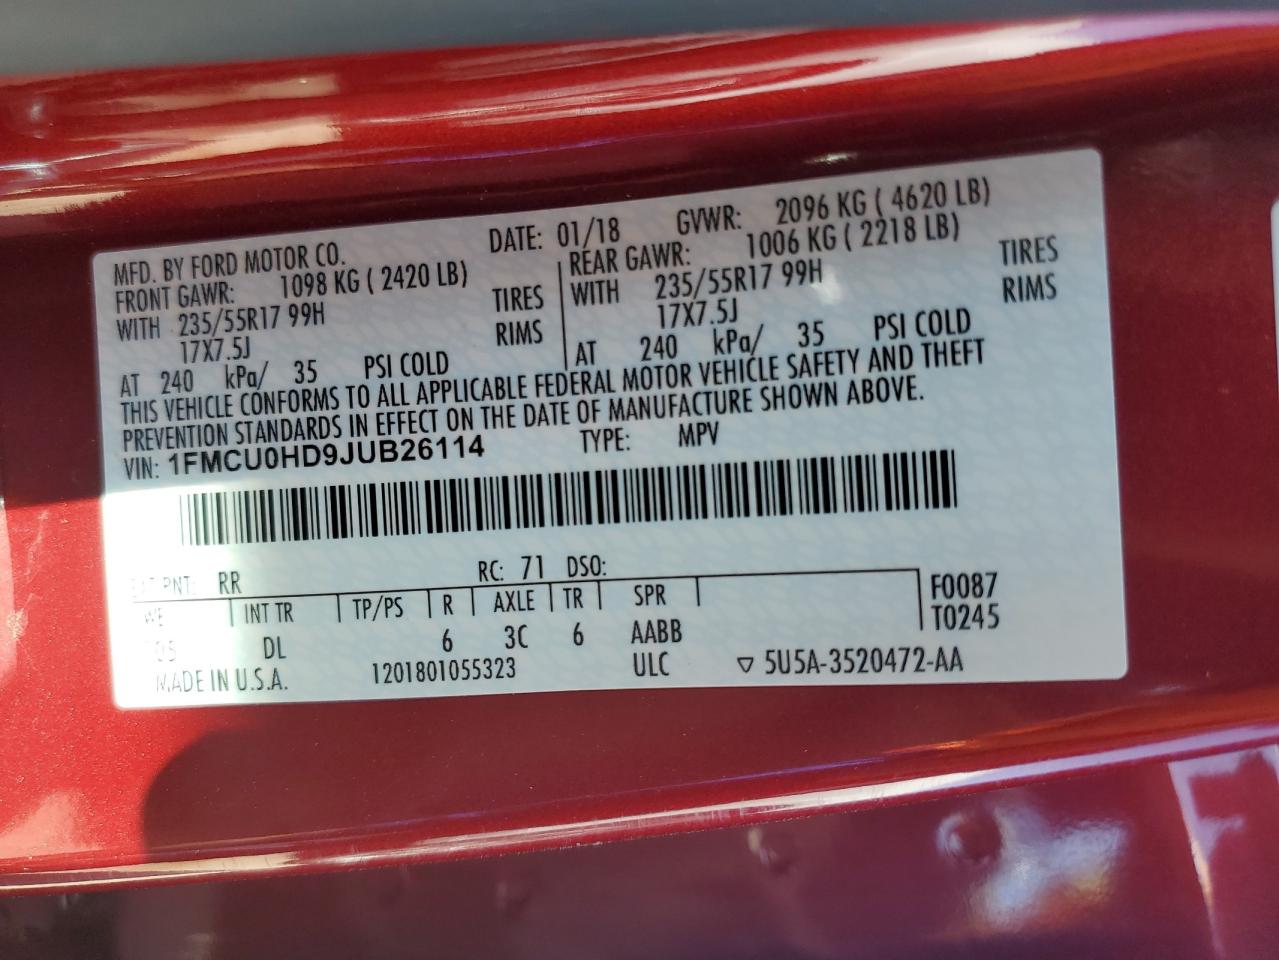 MFD. BY FORD MOTOR CO. DATE: 01/18 GVWR: 2096 KG ( 4620 LB)
FRONT GAWR: 1098 KG ( 2420 LB) REAR GAWR: 1006 KG ( 2218 LB)
WITH 235/55R17 99H TIRES WITH 235/55R17 99H TIRES
17X7.5J RIMS 17X7.5J RIMS
AT 240 kPa/ 35 PSI COLD AT 240 kPa/ 35 PSI COLD
THIS VEHICLE CONFORMS TO ALL APPLICABLE FEDERAL MOTOR VEHICLE SAFETY AND THEFT
PREVENTION STANDARDS IN EFFECT ON THE DATE OF MANUFACTURE SHOWN ABOVE.
VIN: 1FMCU0HD9JUB26114 TYPE: MPV
EXT PNT: RR RC: 71 DSO:
INT TR TP/PS R AXLE TR SPR F0087
DL 6 3C 6 AABB T0245
MADE IN U.S.A. 1201801055323 ULC ▽ 5U5A-3520472-AA